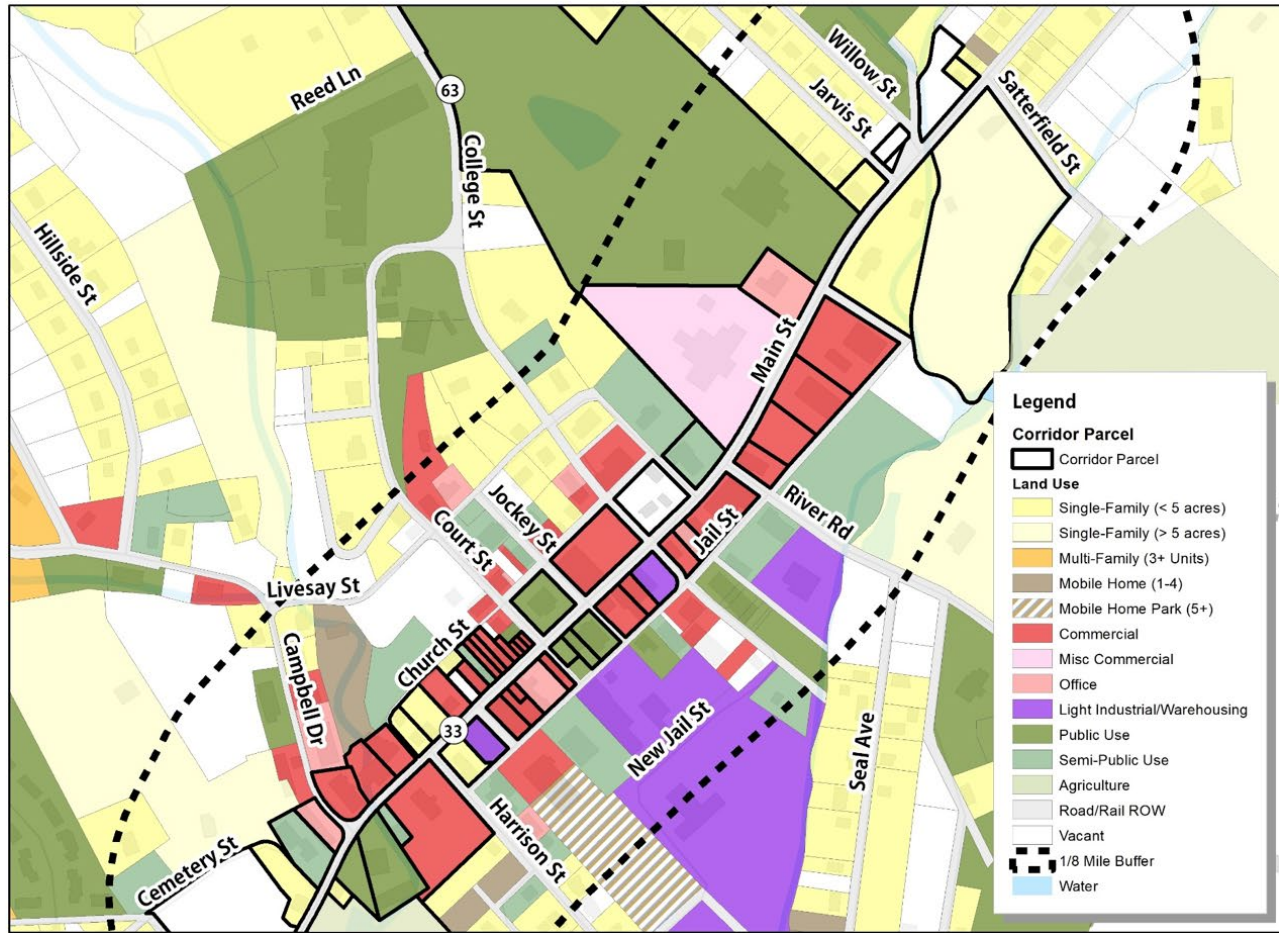 Reed Ln
63
College St
Willow St
Jarvis St
Satterfield St
Hillside St
Main St
Jockey St
Court St
Jail St
River Rd
Livesay St
Church St
Campbell Dr
33
New Jail St
Seal Ave
Harrison St
Cemetery St
Legend
Corridor Parcel
Corridor Parcel
Land Use
Single-Family (< 5 acres)
Single-Family (> 5 acres)
Multi-Family (3+ Units)
Mobile Home (1-4)
Mobile Home Park (5+)
Commercial
Misc Commercial
Office
Light Industrial/Warehousing
Public Use
Semi-Public Use
Agriculture
Road/Rail ROW
Vacant
1/8 Mile Buffer
Water